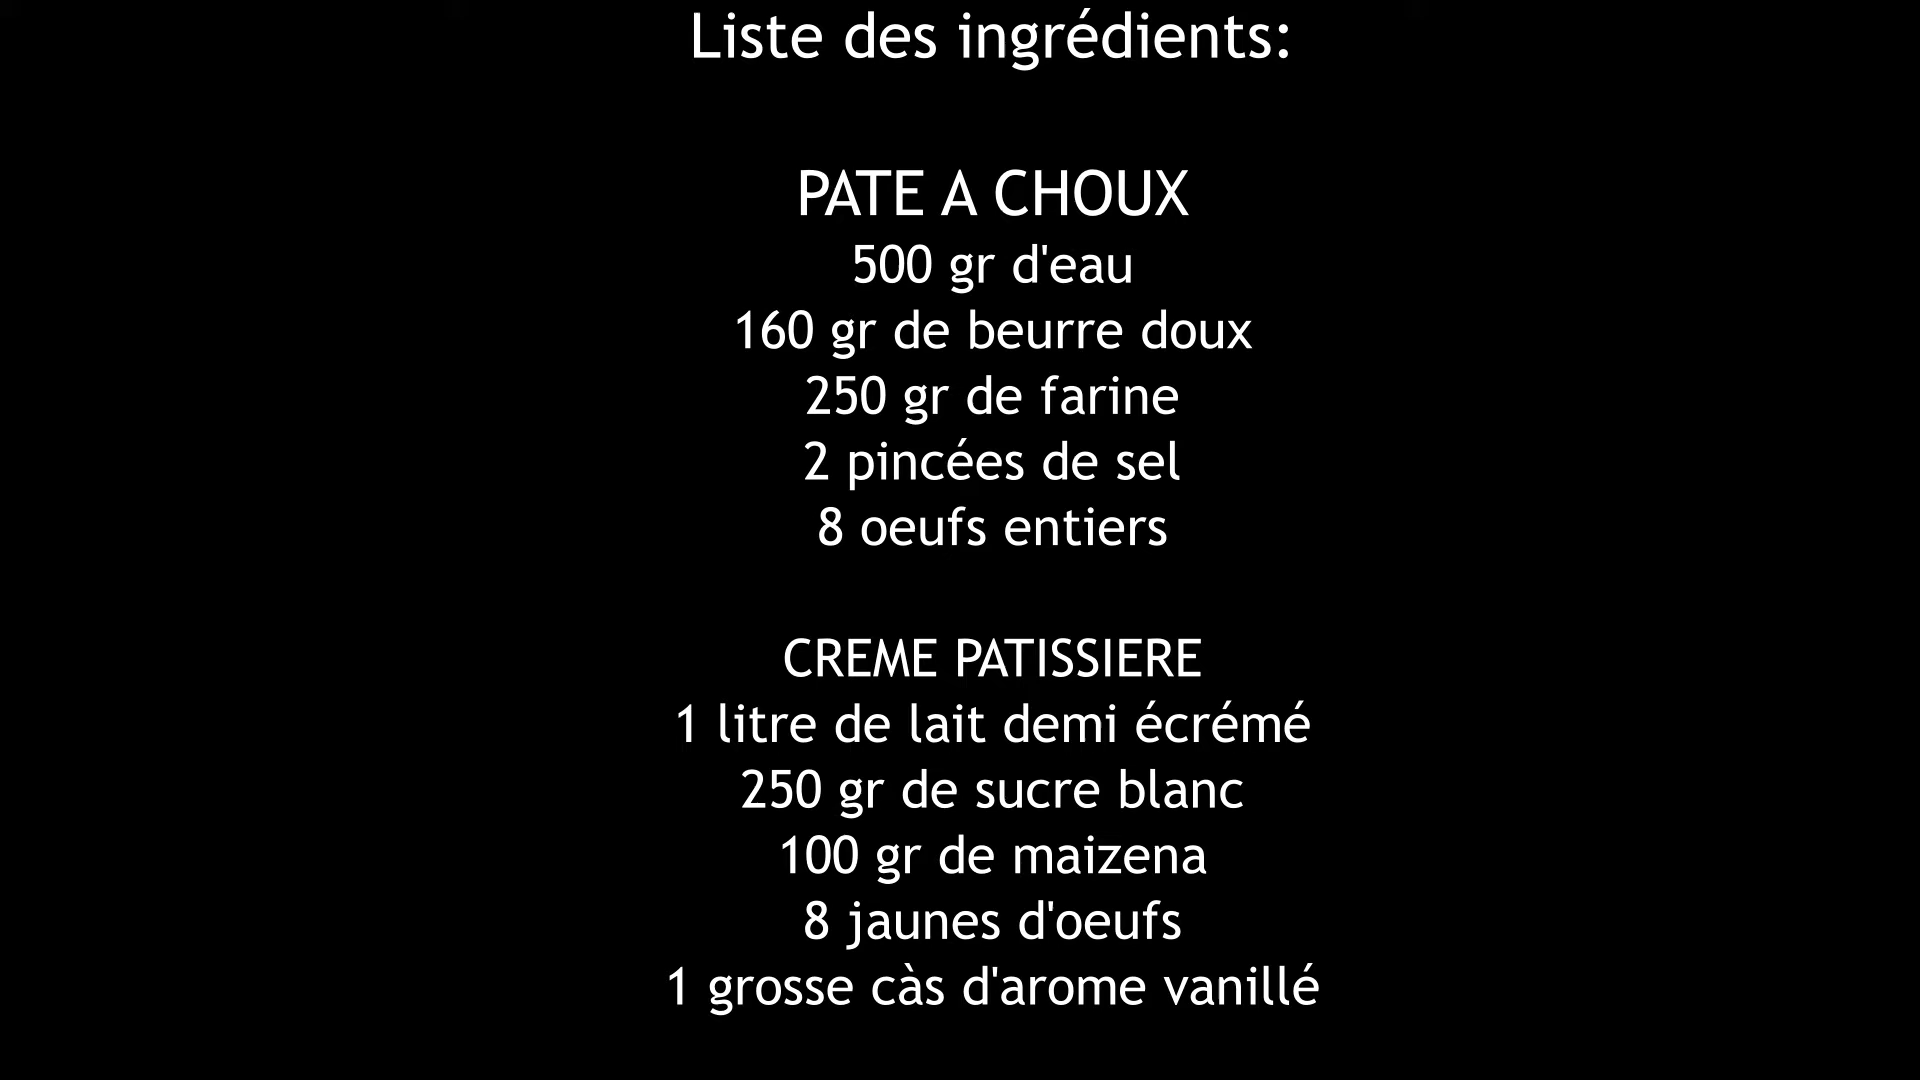 Liste des ingrédients:
PATE A CHOUX
500 gr d'eau
160 gr de beurre doux
250 gr de farine
2 pincées de sel
8 oeufs entiers
CREME PATISSIERE
1 litre de lait demi écrémé
250 gr de sucre blanc
100 gr de maizena
8 jaunes d'oeufs
1 grosse càs d'arome vanillé